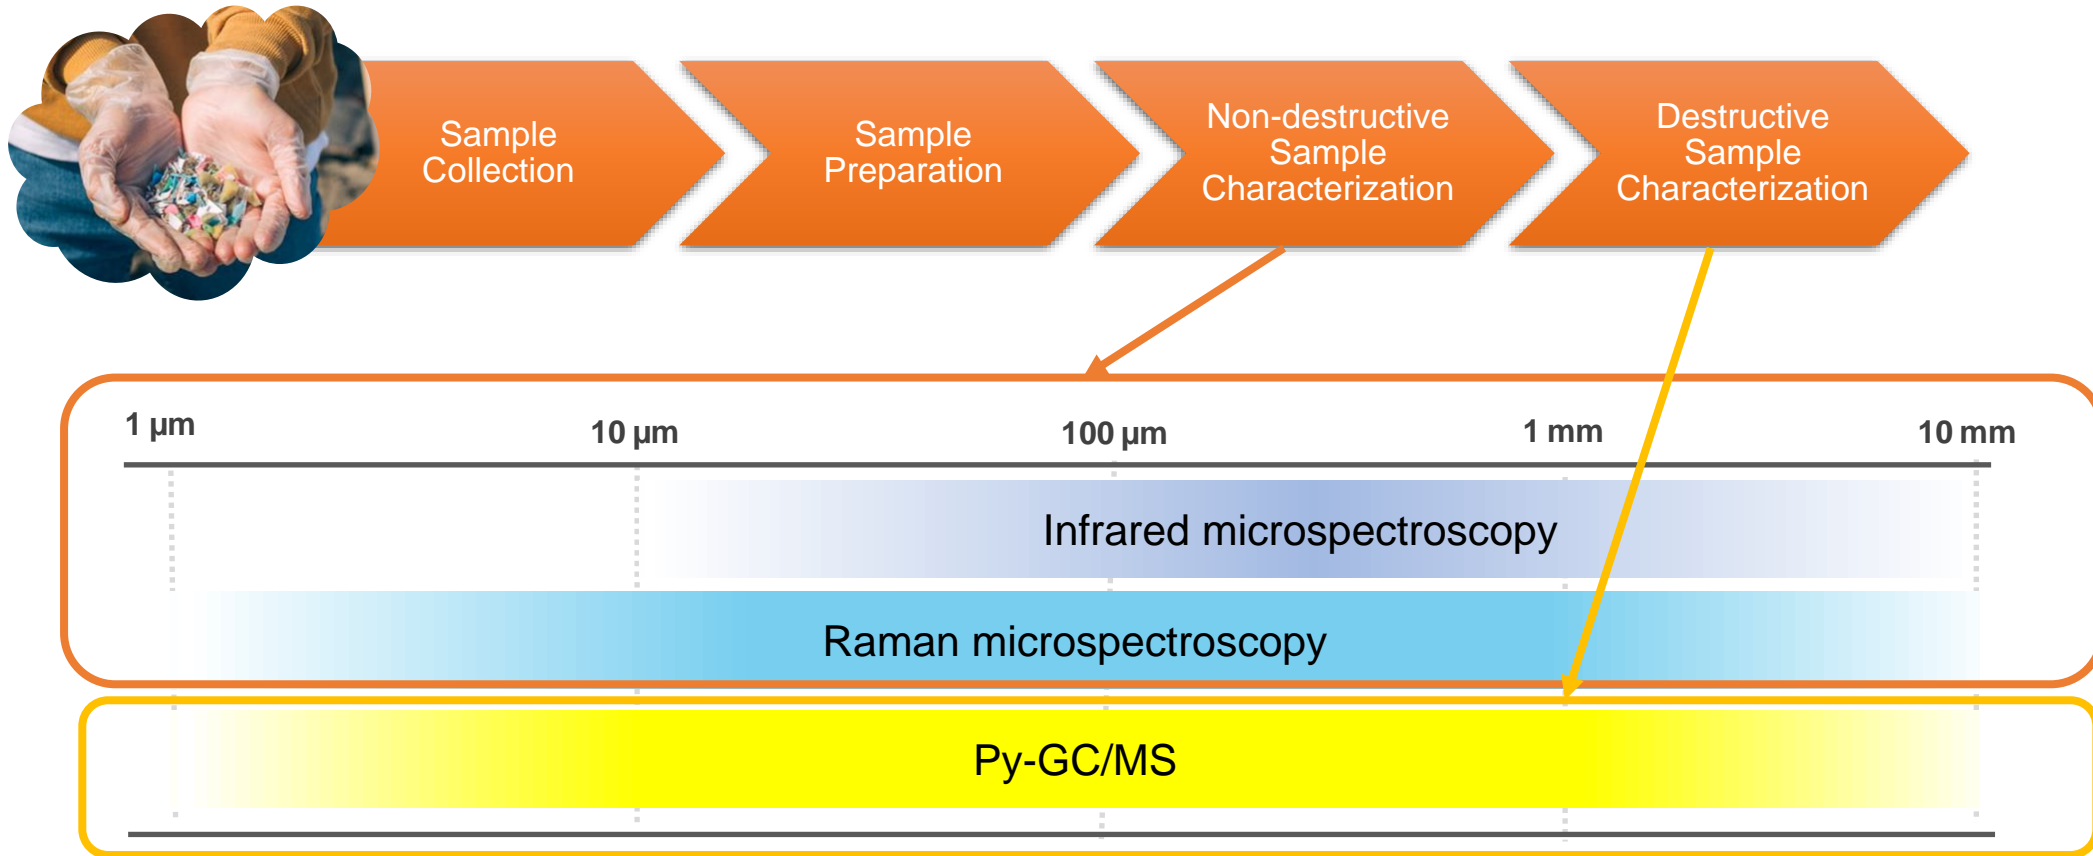 Sample
Collection
Sample
Preparation
Non-destructive
Sample
Characterization
Destructive
Sample
Characterization
1 µm
10 µm
100 µm
1 mm
10 mm
Infrared microspectroscopy
Raman microspectroscopy
Py-GC/MS